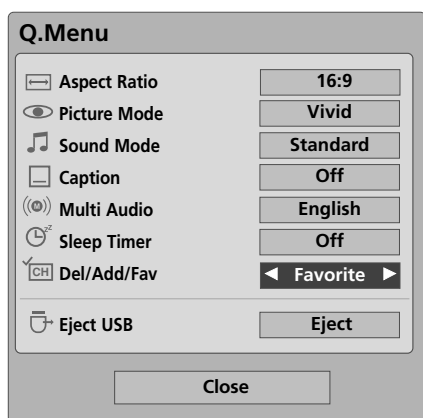 Q.Menu
Aspect Ratio 16:9
Picture Mode Vivid
Sound Mode Standard
Caption Off
((M)) Multi Audio English
zz Sleep Timer Off
CH Del/Add/Fav ◀ Favorite ▶
Eject USB Eject
Close